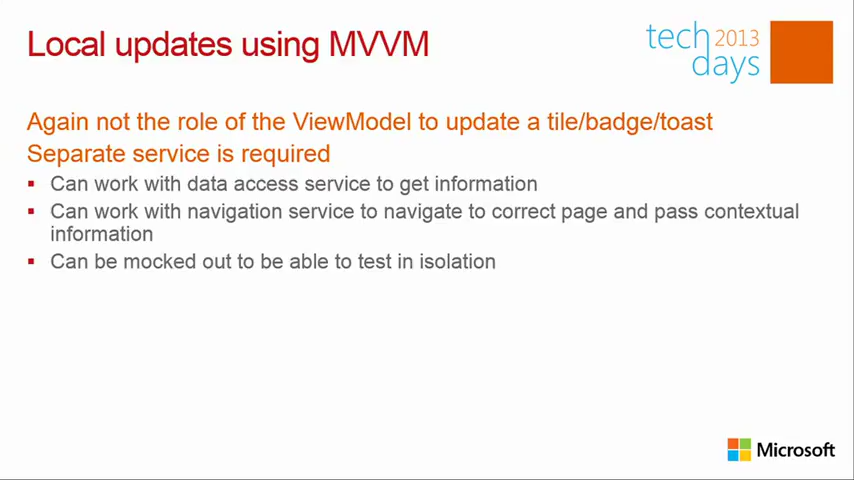 Local updates using MVVM
tech 2013
days
Again not the role of the ViewModel to update a tile/badge/toast
Separate service is required
Can work with data access service to get information
Can work with navigation service to navigate to correct page and pass contextual
information
Can be mocked out to be able to test in isolation
Microsoft